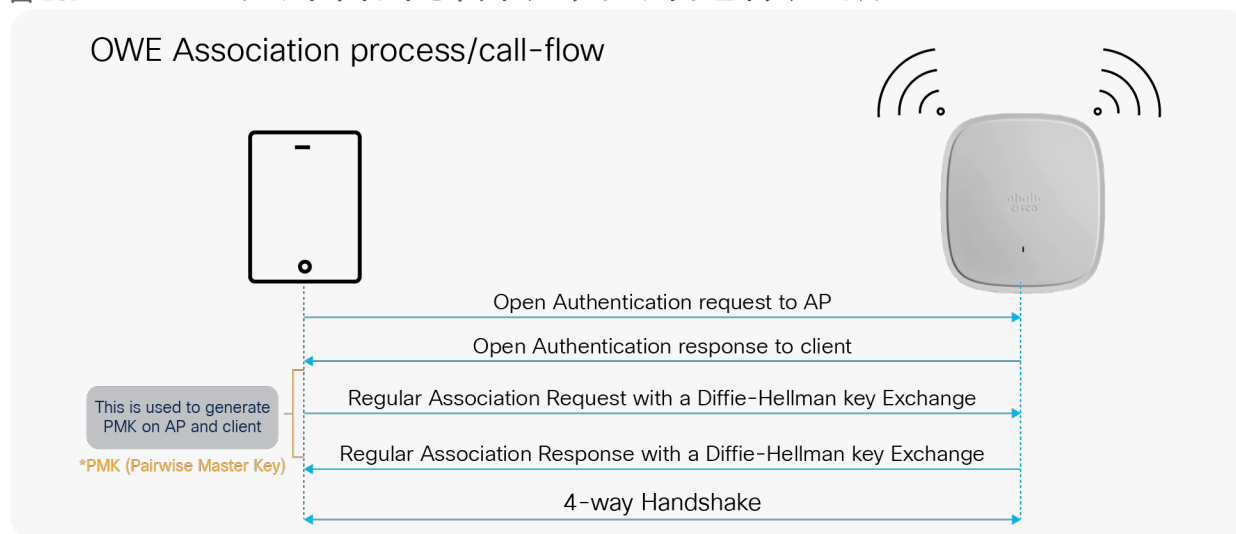 OWE Association process/call-flow
cisco
Open Authentication request to AP
Open Authentication response to client
Regular Association Request with a Diffie-Hellman key Exchange
This is used to generate
PMK on AP and client
*PMK (Pairwise Master Key)
Regular Association Response with a Diffie-Hellman key Exchange
4-way Handshake